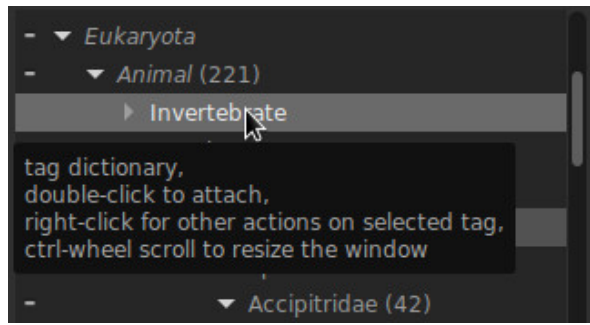 Eukaryota
Animal (221)
Invertebrate
tag dictionary,
double-click to attach,
right-click for other actions on selected tag,
ctrl-wheel scroll to resize the window
Accipitridae (42)